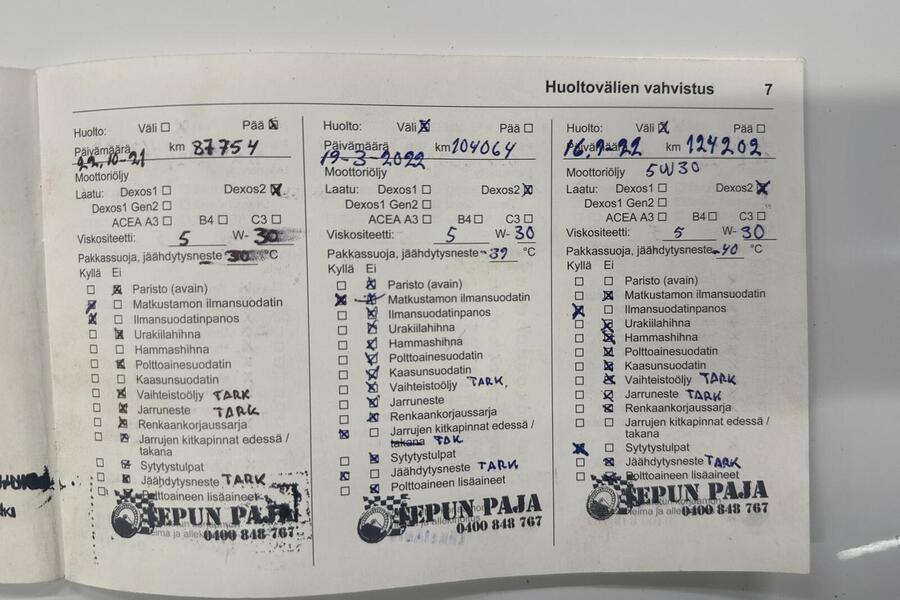 Huoltovälien vahvistus 7
Huolto: Väli Pää
Päivämäärä km 87754
22.10-21
Moottoriöljy
Laatu: Dexos1 Dexos2
Dexos1 Gen2
ACEA A3 B4 C3
Viskositeetti: 5 W- 30
Pakkassuoja, jäähdytysneste 30 °C
Kyllä Ei
Paristo (avain)
Matkustamon ilmansuodatin
Ilmansuodatinpanos
Urakiilahihna
Hammashihna
Polttoainesuodatin
Kaasunsuodatin
Vaihteistoöljy TARK
Jarruneste TARK
Renkaankorjaussarja
Jarrujen kitkapinnat edessä /
takana
Sytytystulpat
Jäähdytysneste TARK
Polttoaineen lisäaineet
SEPUN PAJA
0400 848 767
Huolto: Väli Pää
Päivämäärä km 104064
19-3-2022
Moottoriöljy
Laatu: Dexos1 Dexos2
Dexos1 Gen2
ACEA A3 B4 C3
Viskositeetti: 5 W- 30
Pakkassuoja, jäähdytysneste -39 °C
Kyllä Ei
Paristo (avain)
Matkustamon ilmansuodatin
Ilmansuodatinpanos
Urakiilahihna
Hammashihna
Polttoainesuodatin
Kaasunsuodatin
Vaihteistoöljy TARK.
Jarruneste
Renkaankorjaussarja
Jarrujen kitkapinnat edessä /
takana
Sytytystulpat
Jäähdytysneste TARK
Polttoaineen lisäaineet
SEPUN PAJA
0400 848 767
Huolto: Väli Pää
Päivämäärä km 124202
Moottoriöljy 5W30
Laatu: Dexos1 Dexos2
Dexos1 Gen2
ACEA A3 B4 C3
Viskositeetti: 5 W- 30
Pakkassuoja, jäähdytysneste -40 °C
Kyllä Ei
Paristo (avain)
Matkustamon ilmansuodatin
Ilmansuodatinpanos
Urakiilahihna
Hammashihna
Polttoainesuodatin
Kaasunsuodatin
Vaihteistoöljy TARK
Jarruneste TARK
Renkaankorjaussarja
Jarrujen kitkapinnat edessä /
takana
Sytytystulpat
Jäähdytysneste TARK
Polttoaineen lisäaineet
SEPUN PAJA
0400 848 767